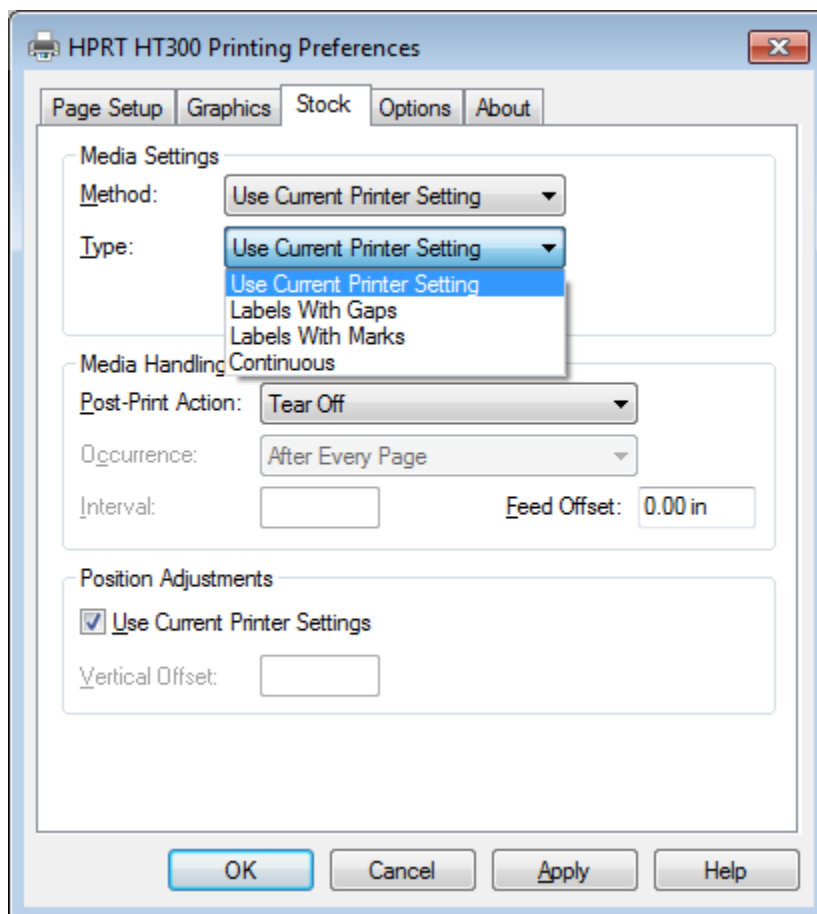 HPRT HT300 Printing Preferences
Page Setup Graphics Stock Options About
Media Settings
Method: Use Current Printer Setting
Type: Use Current Printer Setting
Use Current Printer Setting
Labels With Gaps
Labels With Marks
Continuous
Media Handling
Post-Print Action: Tear Off
Occurrence: After Every Page
Interval: Feed Offset: 0.00 in
Position Adjustments
Use Current Printer Settings
Vertical Offset:
OK Cancel Apply Help